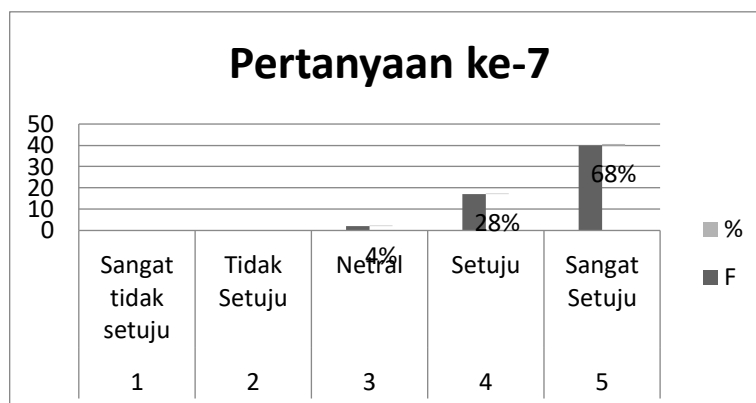 Pertanyaan ke-7
50
40
30
20
10
0
68%
28%
4%
%
F
Sangat tidak setuju
Tidak Setuju
Netral
Setuju
Sangat Setuju
1
2
3
4
5